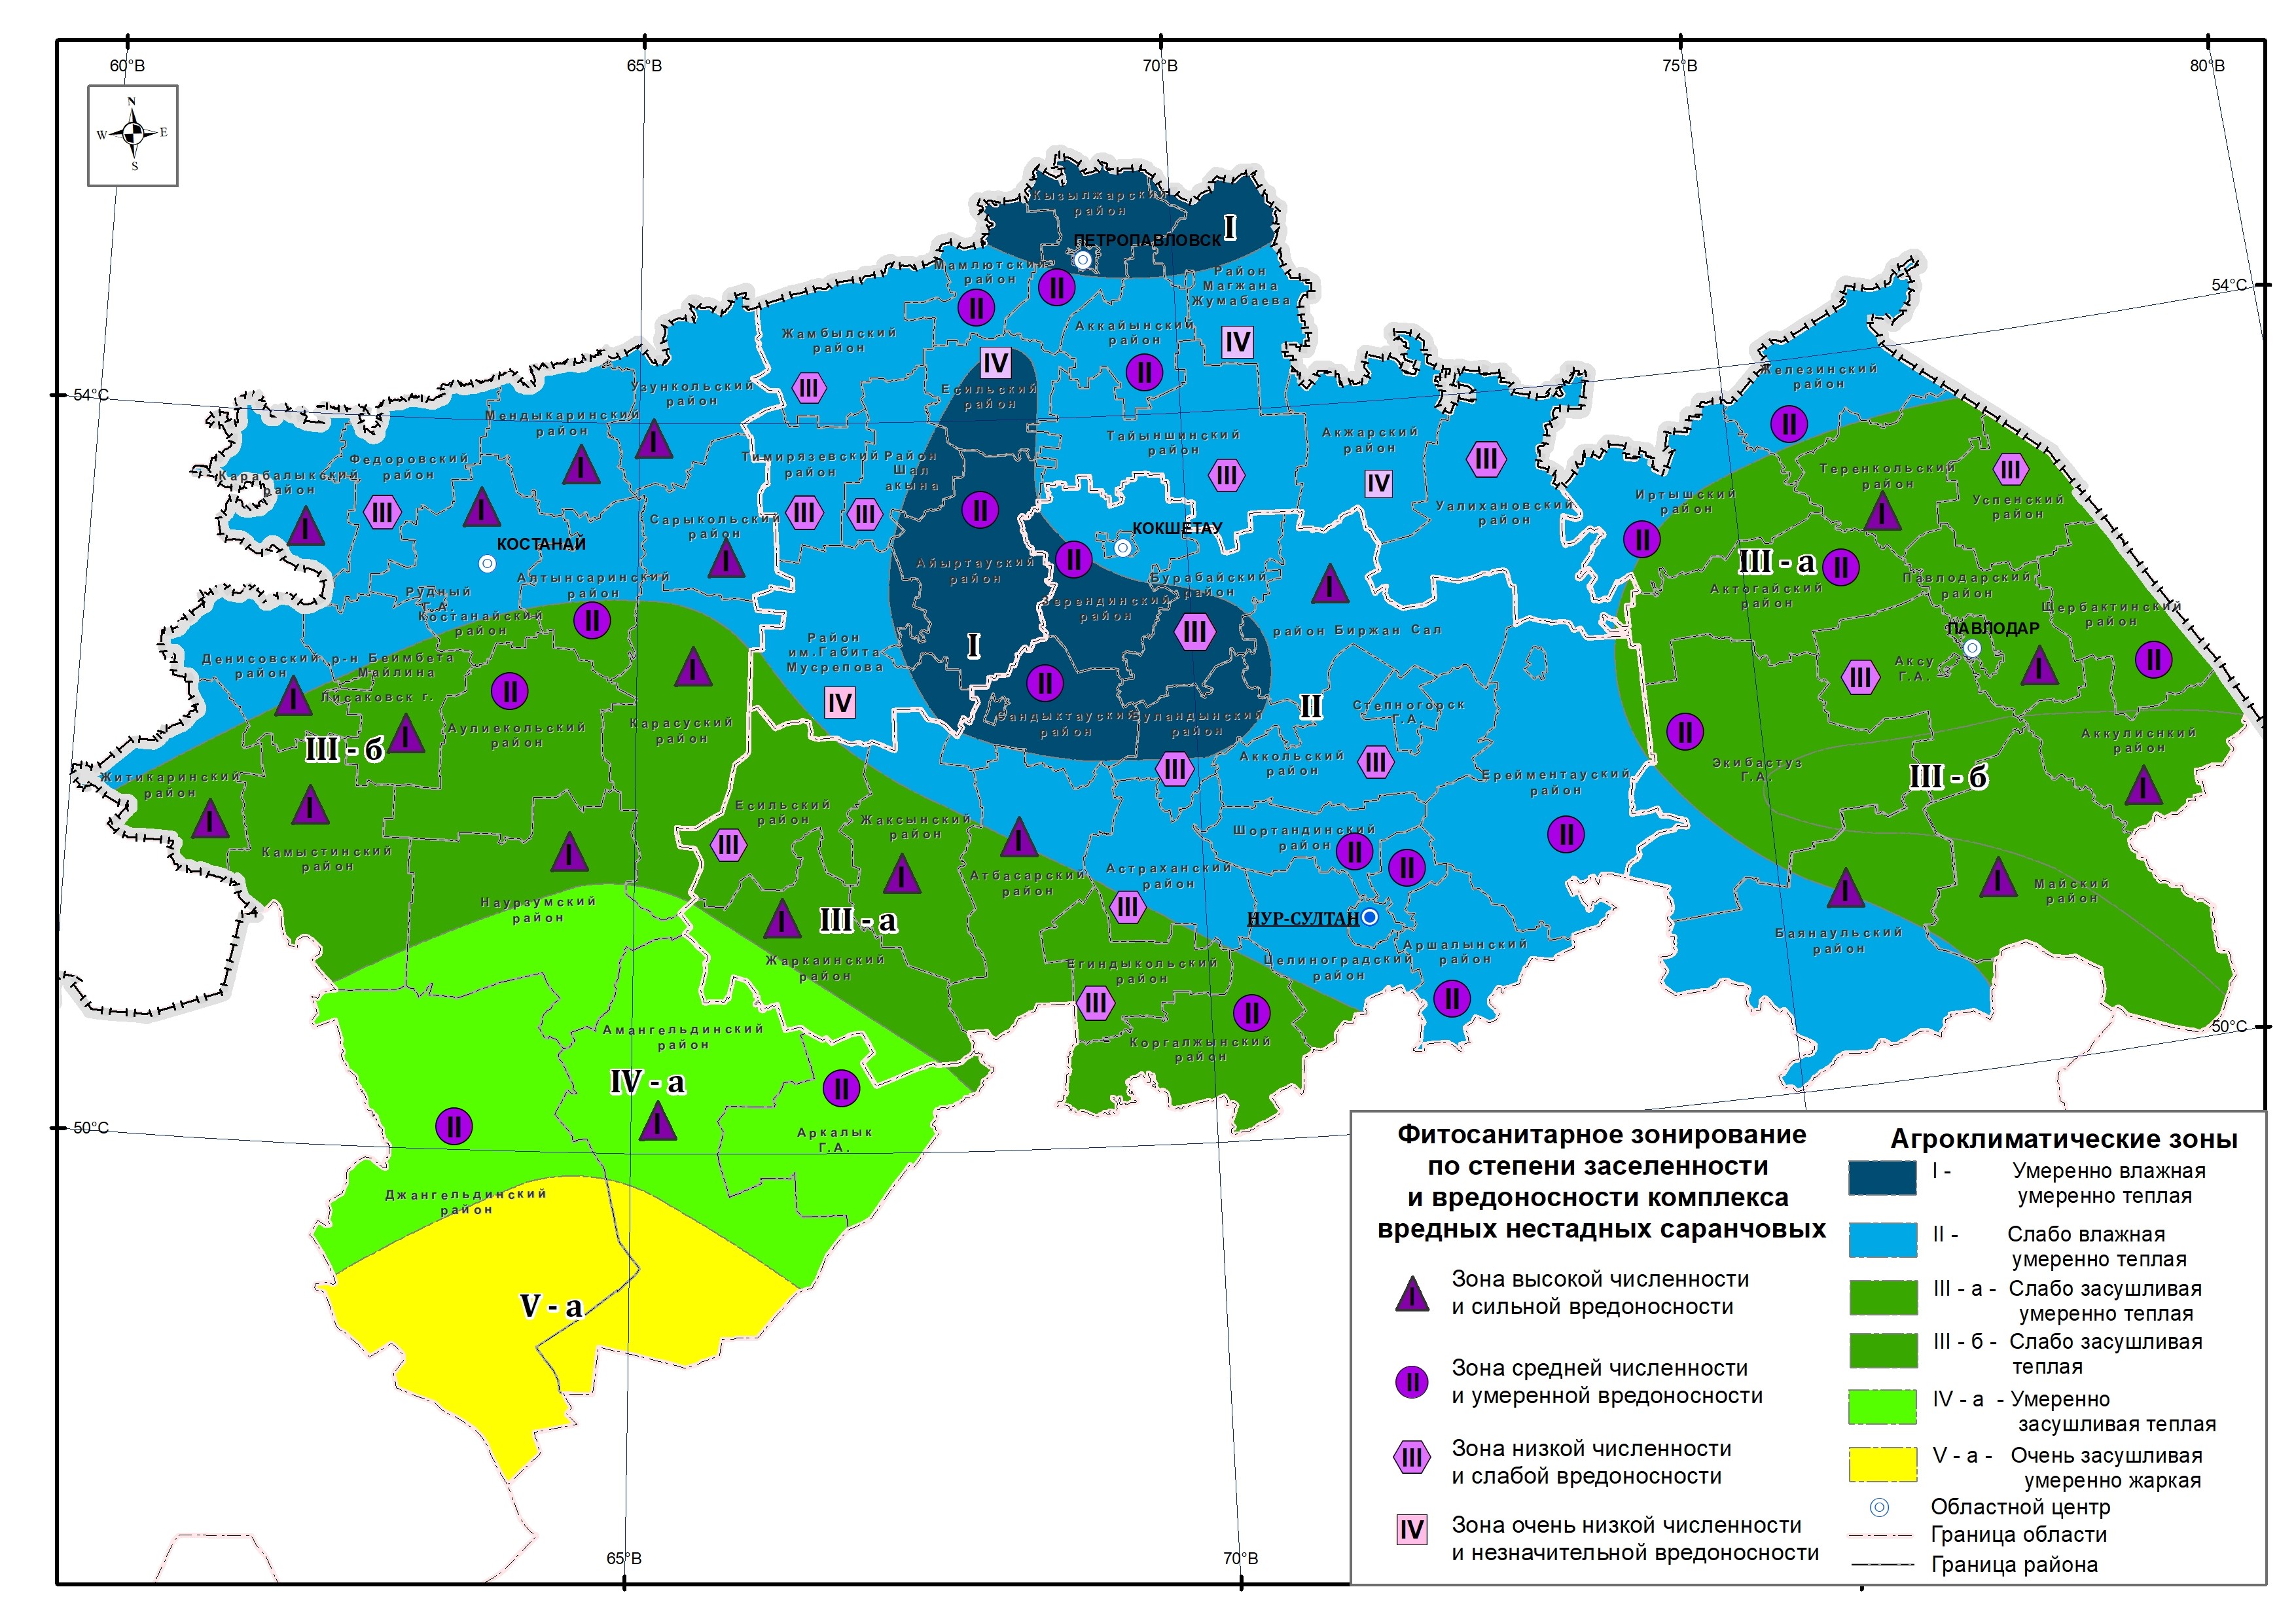 60°В
65°В
70°В
75°В
80°В
N
W
E
S
Кызылжарский
район
I
ПЕТРОПАВЛОВСК
Мамлютский
район
Район
Магжана
Жумабаева
54°С
II
II
Жамбылский
район
Аккайынский
район
IV
IV
Железинский
район
II
III
Есильский
район
54°С
Узункольский
район
Мендыкаринский
район
II
I
Тайыншинский
район
Акжарский
район
Федоровский
район
Карабалыкский
район
I
Тимирязевский
район
Район
Шал
акына
III
III
IV
Теренкольский
район
III
Успенский
район
Иртышский
район
III
I
I
III
III
II
Уалихановский
район
I
Сарыкольский
район
КОКШЕТАУ
II
КОСТАНАЙ
I
II
III - а
II
Айыртауский
район
Алтынсаринский
район
Бурабайский
район
I
Павлодарский
район
Актогайский
район
Рудный
Г.А.
Костанайский
район
Зерендинский
район
Щербактинский
район
II
III
район Биржан Сал
ПАВЛОДАР
Район
им.Габита
Мусрепова
I
Денисовский
район
р-н Беимбета
Майлина
Аксу
Г.А.
I
II
III
I
II
II
I
Лисаковск г.
IV
II
Степногорск
Г.А.
Сандыктауский
район
Буландынский
район
I
Аулиекольский
район
Карасуский
район
II
Аккулиснкий
район
III - б
Аккольский
район
III
III
Экибастуз
Г.А.
III - б
Житикаринский
район
Ерейментауский
район
I
I
I
Есильский
район
Жаксынский
район
Шортандинский
район
II
I
III
II
II
Камыстинский
район
I
I
Астраханский
район
Атбасарский
район
I
I
Майский
район
Наурзумский
район
I
III - а
III
НУР-СУЛТАН
Баянаульский
район
Аршалынский
район
Жаркаинский
район
Егиндыкольский
район
Целиноградский
район
III
II
II
50°С
Амангельдинский
район
Коргалжынский
район
IV - а
II
50°С
II
I
Аркалык
Г.А.
Джангельдинский
район
V - а
65°В
70°В
Фитосанитарное зонирование
по степени заселенности
и вредоносности комплекса
вредных нестадных саранчовых
I
Зона высокой численности
и сильной вредоносности
II
Зона средней численности
и умеренной вредоносности
III
Зона низкой численности
и слабой вредоносности
IV
Зона очень низкой численности
и незначительной вредоносности
Агроклиматические зоны
I - Умеренно влажная
умеренно теплая
II - Слабо влажная
умеренно теплая
III - а - Слабо засушливая
умеренно теплая
III - б - Слабо засушливая
теплая
IV - а - Умеренно
засушливая теплая
V - а - Очень засушливая
умеренно жаркая
Областной центр
Граница области
Граница района